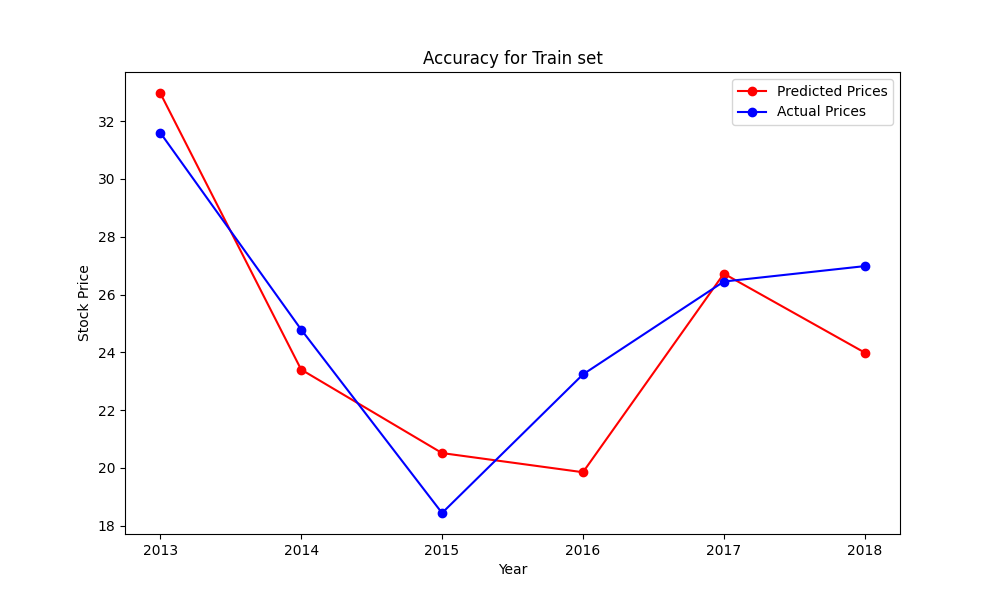 Accuracy for Train set
Predicted Prices
Actual Prices
Stock Price
32
30
28
26
24
22
20
18
2013 2014 2015 2016 2017 2018
Year